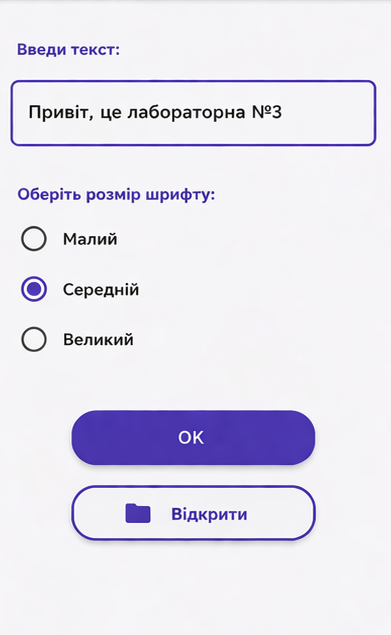 Введи текст:
Привіт, це лабораторна №3
Оберіть розмір шрифту:
Малий
Середній
Великий
OK
Відкрити